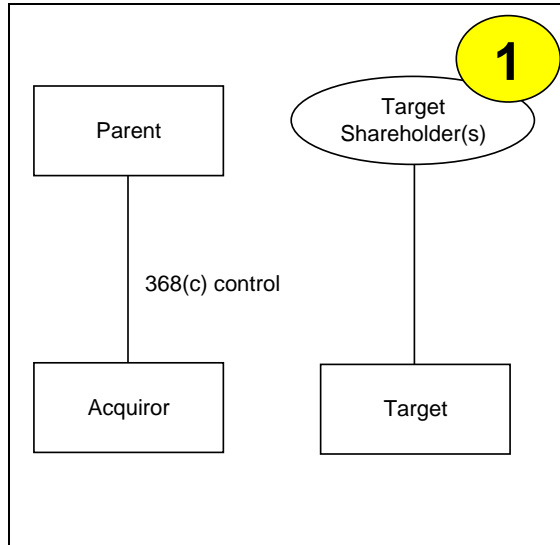 1
Parent
Target
Shareholder(s)
368(c) control
Acquiror
Target